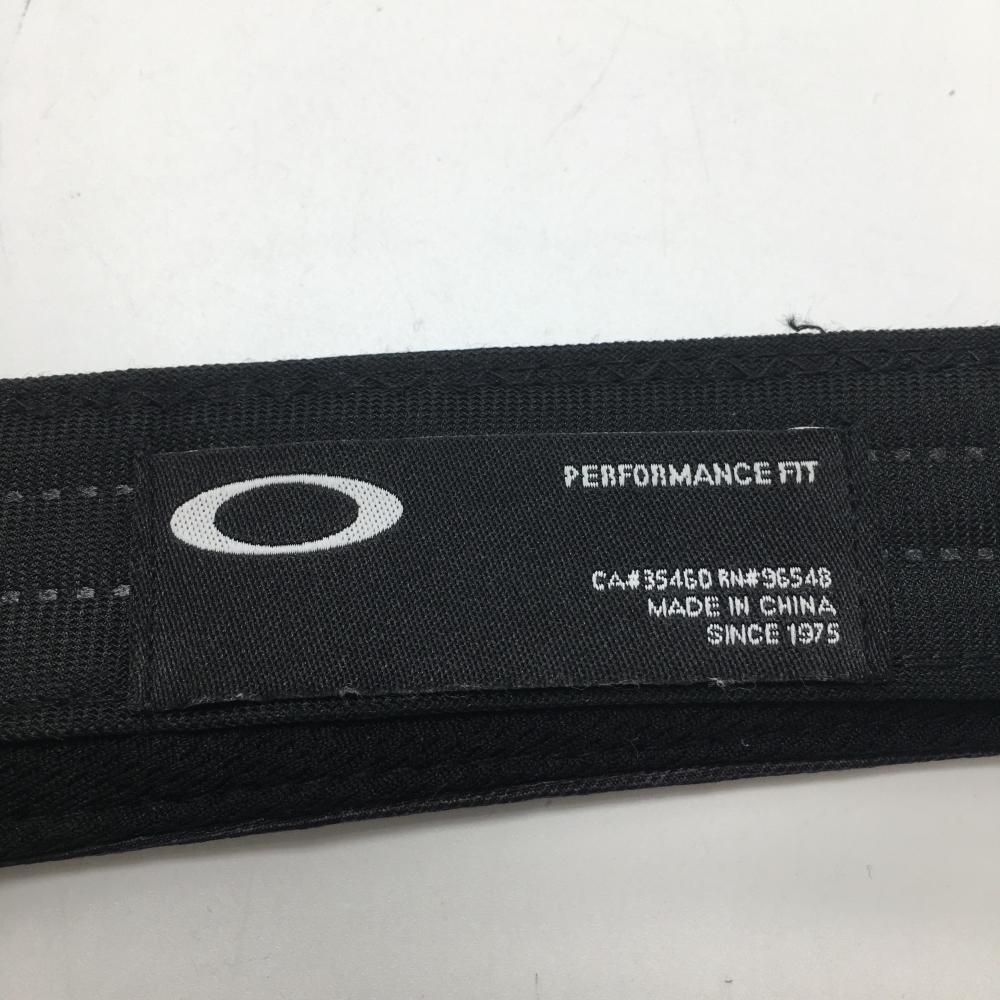 PERFORMANCE FIT
CA#35460 RN#96548
MADE IN CHINA
SINCE 1975